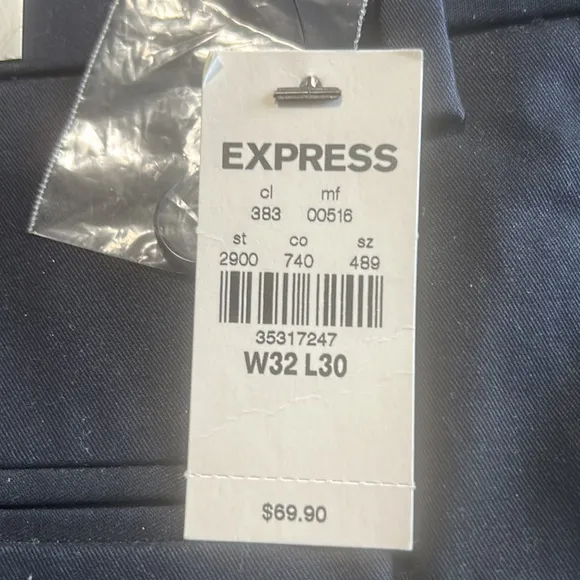 EXPRESS
cl mf
383 00516
st co sz
2900 740 489
35317247
W32 L30
$69.90